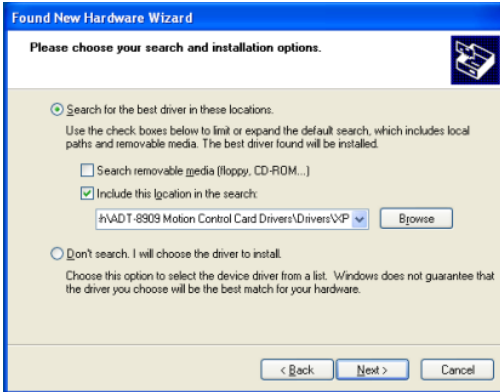 Found New Hardware Wizard
Please choose your search and installation options.
Search for the best driver in these locations.
Use the check boxes below to limit or expand the default search, which includes local
paths and removable media. The best driver found will be installed.
Search removable media (floppy, CD-ROM...)
Include this location in the search:
h\ADT-8909 Motion Control Card Drivers\Drivers\XP
Browse
Don't search. I will choose the driver to install.
Choose this option to select the device driver from a list. Windows does not guarantee that
the driver you choose will be the best match for your hardware.
< Back Next > Cancel